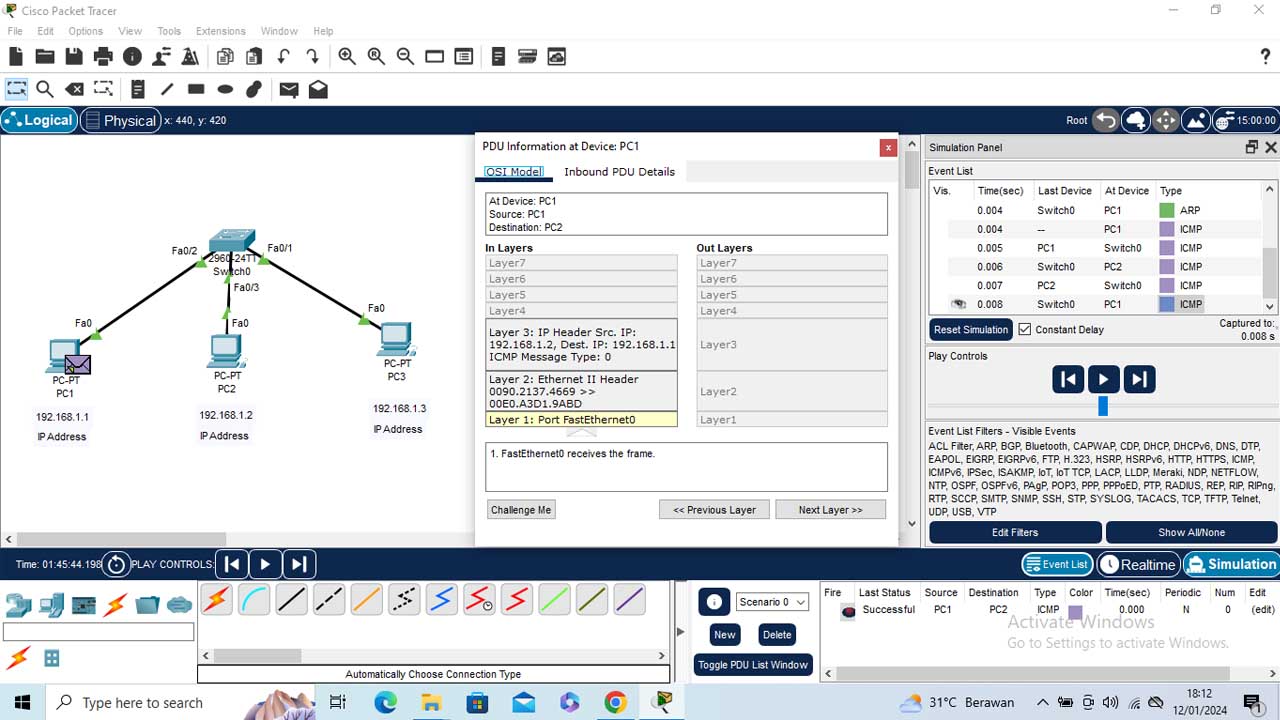 Cisco Packet Tracer
File Edit Options View Tools Extensions Window Help
Logical Physical x: 440, y: 420 Root 15:00:00
Fa0/2
Fa0/1
2960-24TT
Switch0
Fa0/3
Fa0
Fa0
Fa0
PC-PT
PC1
PC-PT
PC2
PC-PT
PC3
192.168.1.1
IP Address
192.168.1.2
IP Address
192.168.1.3
IP Address
PDU Information at Device: PC1
OSI Model Inbound PDU Details
At Device: PC1
Source: PC1
Destination: PC2
In Layers Out Layers
Layer7 Layer7
Layer6 Layer6
Layer5 Layer5
Layer4 Layer4
Layer 3: IP Header Src. IP:
192.168.1.2, Dest. IP: 192.168.1.1
ICMP Message Type: 0
Layer3
Layer 2: Ethernet II Header
0090.2137.4669 >>
00E0.A3D1.9ABD
Layer2
Layer 1: Port FastEthernet0 Layer1
1. FastEthernet0 receives the frame.
Challenge Me << Previous Layer Next Layer >>
Simulation Panel
Event List
Vis. Time(sec) Last Device At Device Type
0.004 Switch0 PC1 ARP
0.004 -- PC1 ICMP
0.005 PC1 Switch0 ICMP
0.006 Switch0 PC2 ICMP
0.007 PC2 Switch0 ICMP
0.008 Switch0 PC1 ICMP
Reset Simulation Constant Delay Captured to:
0.008 s
Play Controls
Event List Filters - Visible Events
ACL Filter, ARP, BGP, Bluetooth, CAPWAP, CDP, DHCP, DHCPv6, DNS, DTP,
EAPOL, EIGRP, EIGRPv6, FTP, H.323, HSRP, HSRPv6, HTTP, HTTPS, ICMP,
ICMPv6, IPSec, ISAKMP, IoT, IoT TCP, LACP, LLDP, Meraki, NDP, NETFLOW,
NTP, OSPF, OSPFv6, PAgP, POP3, PPP, PPPoED, PTP, RADIUS, REP, RIP, RIPng,
RTP, SCCP, SMTP, SNMP, SSH, STP, SYSLOG, TACACS, TCP, TFTP, Telnet,
UDP, USB, VTP
Edit Filters Show All/None
Time: 01:45:44.198 PLAY CONTROLS: Event List Realtime Simulation
Automatically Choose Connection Type
Scenario 0
New Delete
Toggle PDU List Window
Fire Last Status Source Destination Type Color Time(sec) Periodic Num Edit
Successful PC1 PC2 ICMP 0.000 N 0 (edit)
Activate Windows
Go to Settings to activate Windows.
Type here to search
31°C Berawan
18:12
12/01/2024
1